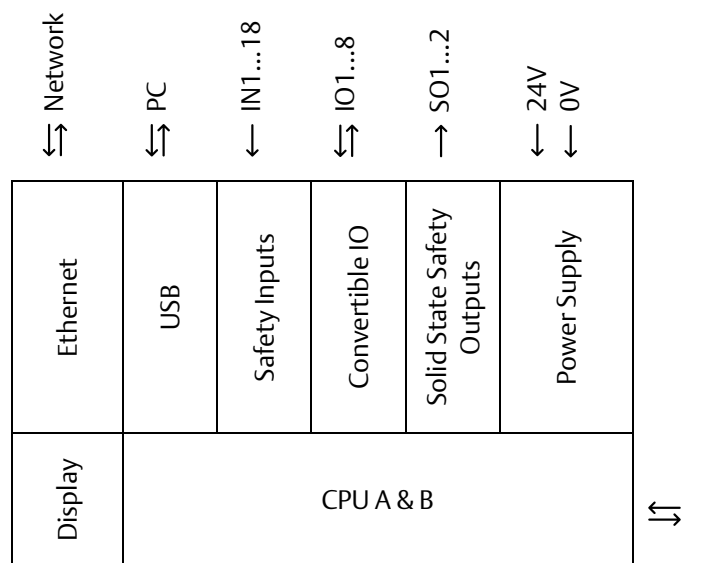 Network
PC
IN1...18
IO1...8
SO1...2
24V
0V
Ethernet
USB
Safety Inputs
Convertible IO
Solid State Safety
Outputs
Power Supply
Display
CPU A & B